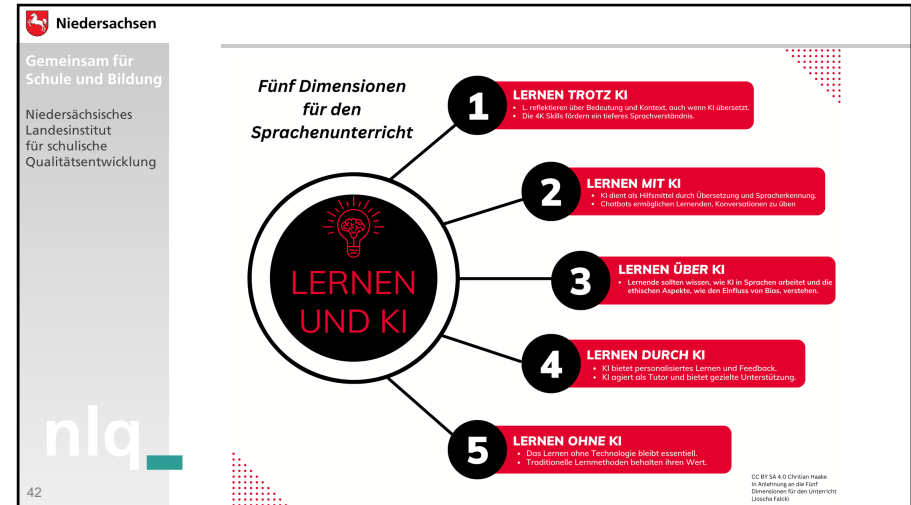 Niedersachsen
Gemeinsam für
Schule und Bildung
Niedersächsisches
Landesinstitut
für schulische
Qualitätsentwicklung
nlq_
42
Fünf Dimensionen
für den
Sprachenunterricht
LERNEN
UND KI
1
LERNEN TROTZ KI
• L. reflektieren über Bedeutung und Kontext, auch wenn KI übersetzt.
• Die 4K Skills fördern ein tieferes Sprachverständnis.
2
LERNEN MIT KI
• KI dient als Hilfsmittel durch Übersetzung und Spracherkennung.
• Chatbots ermöglichen Lernenden, Konversationen zu üben
3
LERNEN ÜBER KI
• Lernende sollten wissen, wie KI in Sprachen arbeitet und die
ethischen Aspekte, wie den Einfluss von Bias, verstehen.
4
LERNEN DURCH KI
• KI bietet personalisiertes Lernen und Feedback.
• KI agiert als Tutor und bietet gezielte Unterstützung.
5
LERNEN OHNE KI
• Das Lernen ohne Technologie bleibt essentiell.
• Traditionelle Lernmethoden behalten ihren Wert.
CC BY SA 4.0 Chritian Haake
In Anlehnung an die Fünf
Dimensionen für den Unterricht
(Joscha Falck)